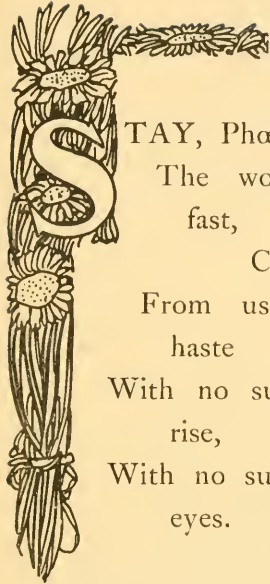 STAY, Phœ
The wo
fast,
C
From us
haste
With no su
rise,
With no su
eyes.